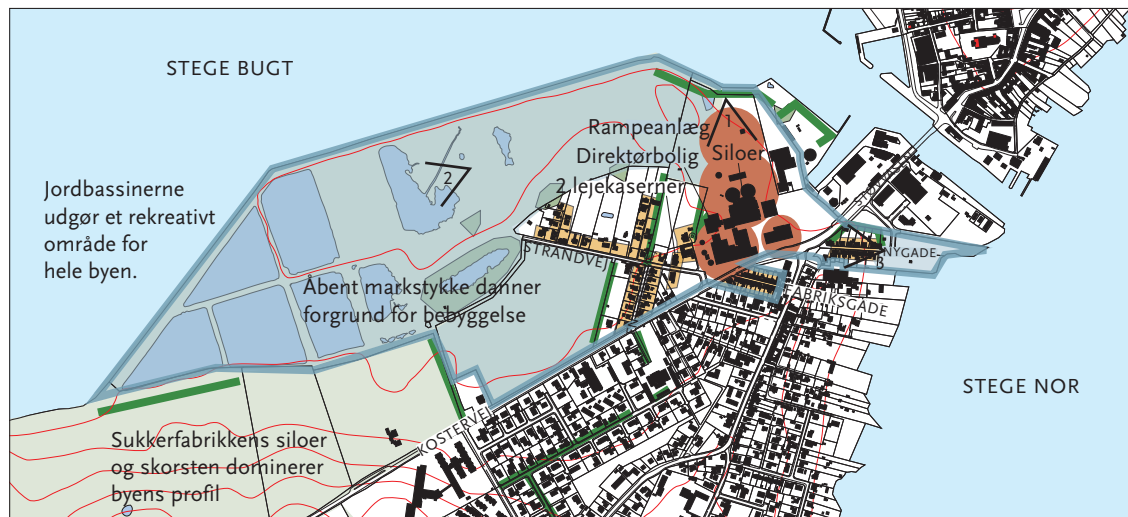 STEGE BUGT
Rampeanlæg
Direktørbolig
Siloer
2 lejekaserner
1
2
Jordbassinerne
udgør et rekreativt
område for
hele byen.
STRANDVEJ
NYGADE
3
FABRIKSGADE
Åbent markstykke danner
forgrund for bebyggelse
STEGE NOR
KOSTERVEJ
Sukkerfabrikkens siloer
og skorsten dominerer
byens profil